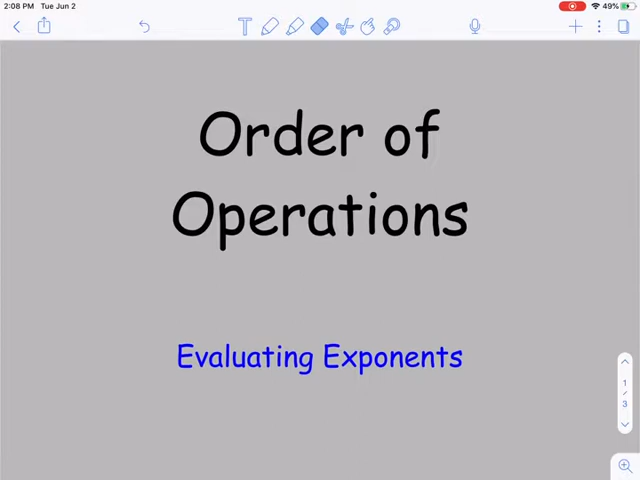 2:08 PM Tue Jun 2 49%
T
Order of
Operations
Evaluating Exponents
1
/
3